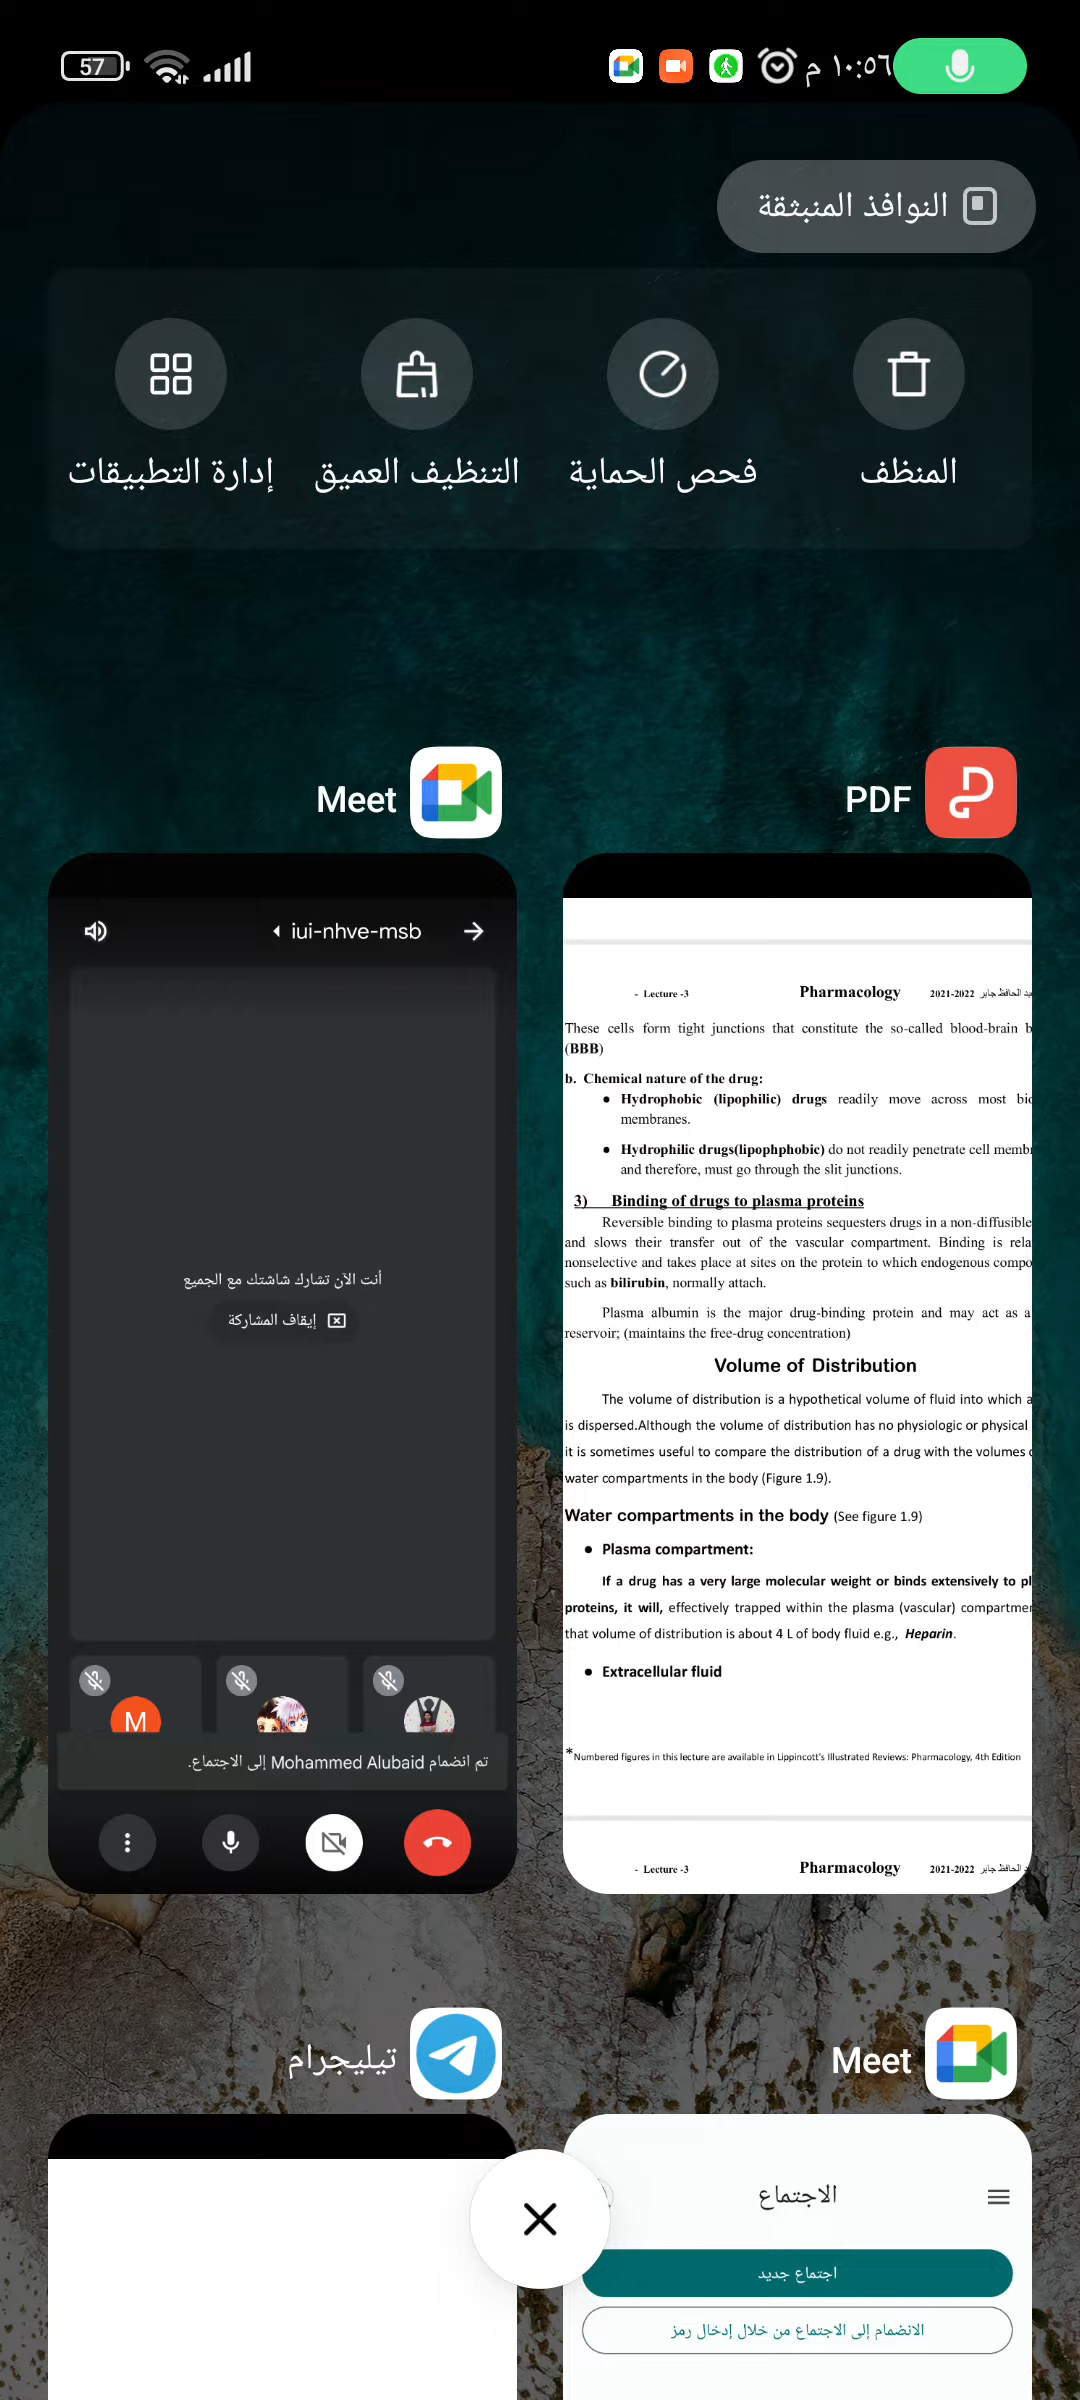 57
١٠:٥٦ م
النوافذ المنبثقة
المنظف
فحص الحماية
التنظيف العميق
إدارة التطبيقات
PDF
Meet
iui-nhve-msb
أنت الآن تشارك شاشتك مع الجميع
إيقاف المشاركة
M
تم انضمام Mohammed Alubaid إلى الاجتماع.
- Lecture -3 Pharmacology 2021-2022 الحافظ جابر
These cells form tight junctions that constitute the so-called blood-brain
(BBB)
b. Chemical nature of the drug:
● Hydrophobic (lipophilic) drugs readily move across most
membranes.
● Hydrophilic drugs(lipophphobic) do not readily penetrate cell
and therefore, must go through the slit junctions.
3) Binding of drugs to plasma proteins
Reversible binding to plasma proteins sequesters drugs in a non-diffusible
and slows their transfer out of the vascular compartment. Binding is
nonselective and takes place at sites on the protein to which endogenous
such as bilirubin, normally attach.
Plasma albumin is the major drug-binding protein and may act as a
reservoir; (maintains the free-drug concentration)
Volume of Distribution
The volume of distribution is a hypothetical volume of fluid into which a
is dispersed.Although the volume of distribution has no physiologic or physical
it is sometimes useful to compare the distribution of a drug with the volumes
water compartments in the body (Figure 1.9).
Water compartments in the body (See figure 1.9)
● Plasma compartment:
If a drug has a very large molecular weight or binds extensively to
proteins, it will, effectively trapped within the plasma (vascular)
that volume of distribution is about 4 L of body fluid e.g., Heparin.
● Extracellular fluid
*Numbered figures in this lecture are available in Lippincott's Illustrated Reviews: Pharmacology, 4th Edition
- Lecture -3 Pharmacology 2021-2022 الحافظ جابر
Meet
تيليجرام
الاجتماع
اجتماع جديد
الانضمام إلى الاجتماع من خلال إدخال رمز